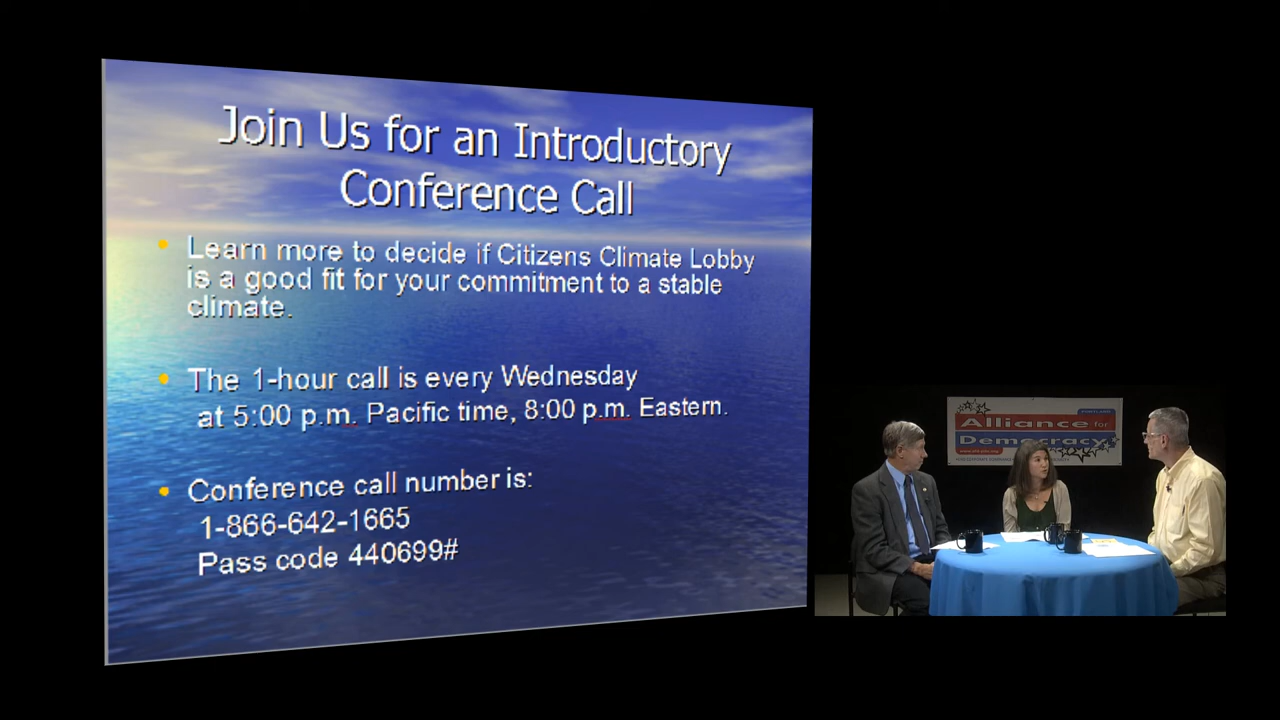 Join Us for an Introductory
Conference Call
Learn more to decide if Citizens Climate Lobby
is a good fit for your commitment to a stable
climate.
The 1-hour call is every Wednesday
at 5:00 p.m. Pacific time, 8:00 p.m. Eastern.
Conference call number is:
1-866-642-1665
Pass code 440699#
Alliance for
Democracy